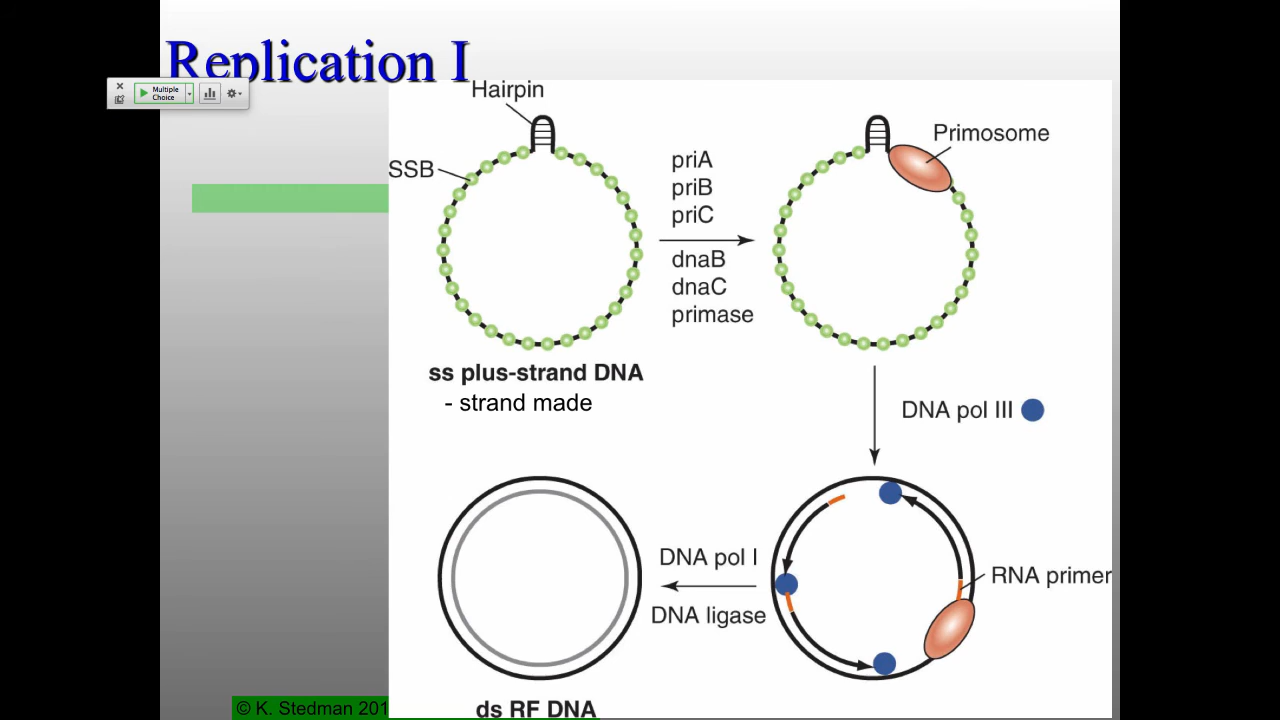 Replication I
Multiple
Choice
Hairpin
SSB
priA
priB
priC
dnaB
dnaC
primase
Primosome
ss plus-strand DNA
- strand made
DNA pol III
DNA pol I
DNA ligase
RNA primer
ds RF DNA
© K. Stedman 201